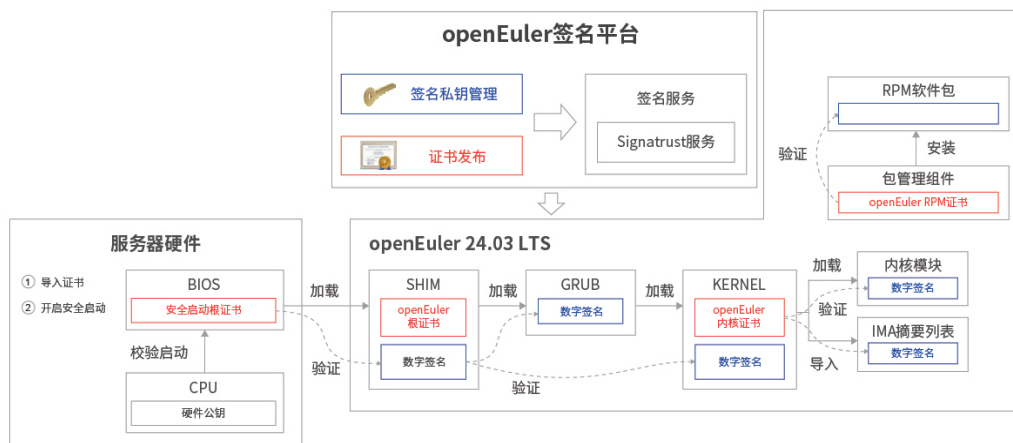 openEuler签名平台
签名私钥管理
证书发布
签名服务
Signatrust服务
RPM软件包
验证
安装
包管理组件
openEuler RPM证书
服务器硬件
① 导入证书
② 开启安全启动
BIOS
安全启动根证书
校验启动
CPU
硬件公钥
加载
验证
openEuler 24.03 LTS
SHIM
openEuler
根证书
数字签名
加载
GRUB
数字签名
加载
验证
KERNEL
openEuler
内核证书
数字签名
加载
验证
导入
内核模块
数字签名
IMA摘要列表
数字签名